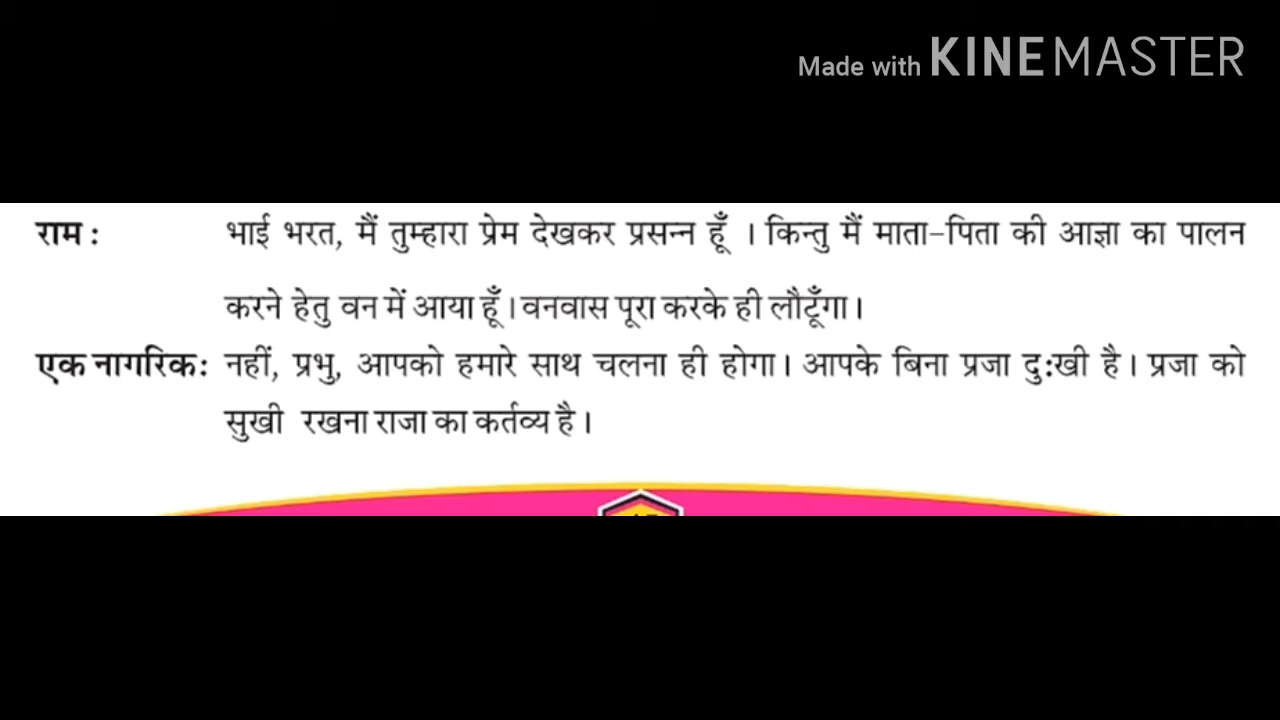 Made with KINEMASTER
राम : भाई भरत, मैं तुम्हारा प्रेम देखकर प्रसन्न हूँ । किन्तु मैं माता-पिता की आज्ञा का पालन
करने हेतु वन में आया हूँ । वनवास पूरा करके ही लौटूँगा ।
एक नागरिक: नहीं, प्रभु, आपको हमारे साथ चलना ही होगा । आपके बिना प्रजा दु:खी है । प्रजा को
सुखी रखना राजा का कर्तव्य है ।